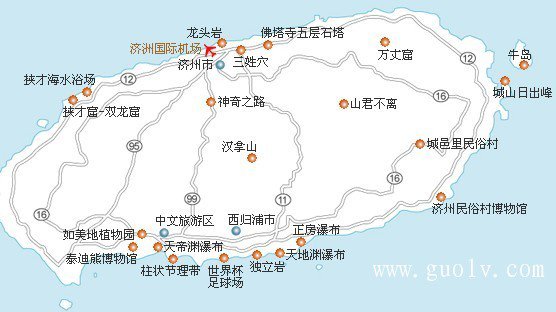 龙头岩
佛塔寺五层石塔
济洲国际机场
三姓穴
万丈窟
牛岛
济州市
挟才海水浴场
12
12
城山日出峰
挟才窟-双龙窟
神奇之路
山君不离
16
95
汉拿山
城邑里民俗村
16
99
11
16
济州民俗村博物馆
中文旅游区
西归浦市
如美地植物园
正房瀑布
天帝渊瀑布
泰迪熊博物馆
天地渊瀑布
柱状节理带
世界杯
足球场
独立岩
www.guolv.com